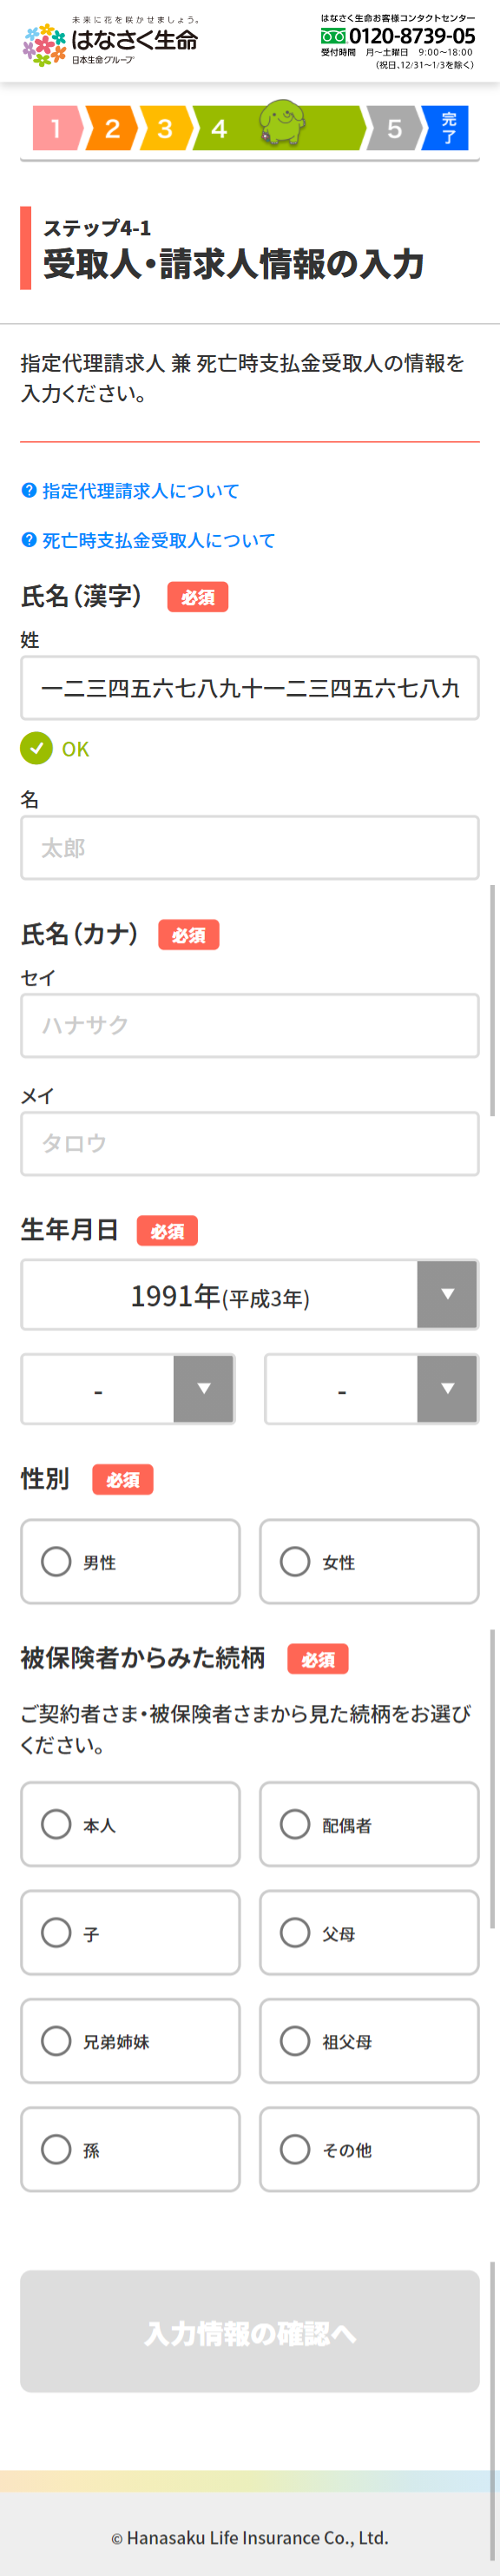 未来に花を咲かせましょう。
はなさく生命
日本生命グループ
はなさく生命お客様コンタクトセンター
0120-8739-05
受付時間 月～土曜日 9:00～18:00
(祝日、12/31～1/3を除く)
1 2 3 4 5 完了
ステップ4-1
受取人・請求人情報の入力
指定代理請求人 兼 死亡時支払金受取人の情報を
入力ください。
指定代理請求人について
死亡時支払金受取人について
氏名（漢字） 必須
姓
一二三四五六七八九十一二三四五六七八九
OK
名
太郎
氏名（カナ） 必須
セイ
ハナサク
メイ
タロウ
生年月日 必須
1991年(平成3年)
- -
性別 必須
男性 女性
被保険者からみた続柄 必須
ご契約者さま・被保険者さまから見た続柄をお選び
ください。
本人 配偶者
子 父母
兄弟姉妹 祖父母
孫 その他
入力情報の確認へ
© Hanasaku Life Insurance Co., Ltd.